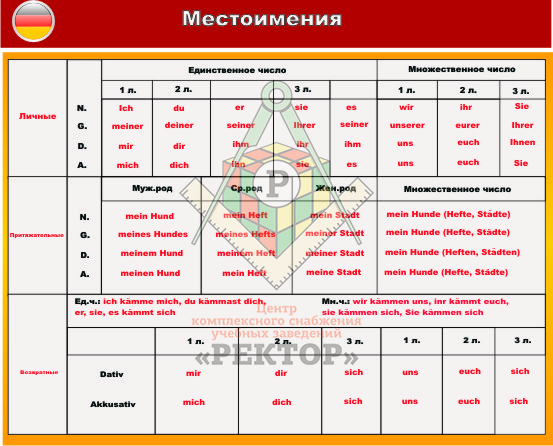 Местоимения
Единственное число Множественное число
1 л. 2 л. 3 л. 1 л. 2 л. 3 л.
Личные
N. Ich du er sie es wir ihr Sie
G. meiner deiner seiner Ihrer seiner unserer eurer Ihrer
D. mir dir ihm ihr ihm uns euch Ihnen
A. mich dich ihn sie es uns euch Sie
Муж.род Ср.род Жен.род Множественное число
Притяжательные
N. mein Hund mein Heft mein Stadt mein Hunde (Hefte, Städte)
G. meines Hundes meines Hefts meiner Stadt mein Hunde (Hefte, Städte)
D. meinem Hund meinem Heft meiner Stadt mein Hunde (Heften, Städten)
A. meinen Hund mein Heft meine Stadt mein Hunde (Hefte, Städte)
Ед.ч.: ich kämme mich, du kämmast dich,
er, sie, es kämmt sich
Мн.ч.: wir kämmen uns, inr kämmt euch,
sie kämmen sich, Sie kämmen sich
Р
Центр
комплексного снабжения
учебных заведений
«РЕКТОР»
1 л. 2 л. 3 л. 1 л. 2 л. 3 л.
Возвратные
Dativ mir dir sich uns euch sich
Akkusativ mich dich sich uns euch sich